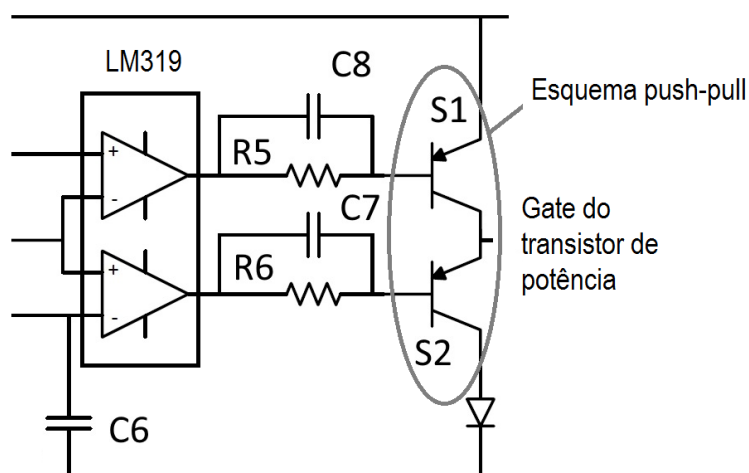 LM319
C8
S1
Esquema push-pull
+
R5
-
C7
Gate do
transistor de
potência
+
R6
-
S2
C6